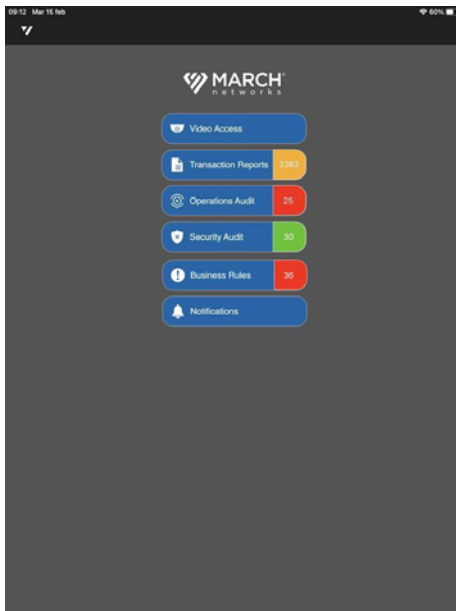 09:12 Mar 15 feb
60%
MARCH
networks
Video Access
Transaction Reports 2382
Operations Audit 25
Security Audit 30
Business Rules 36
Notifications